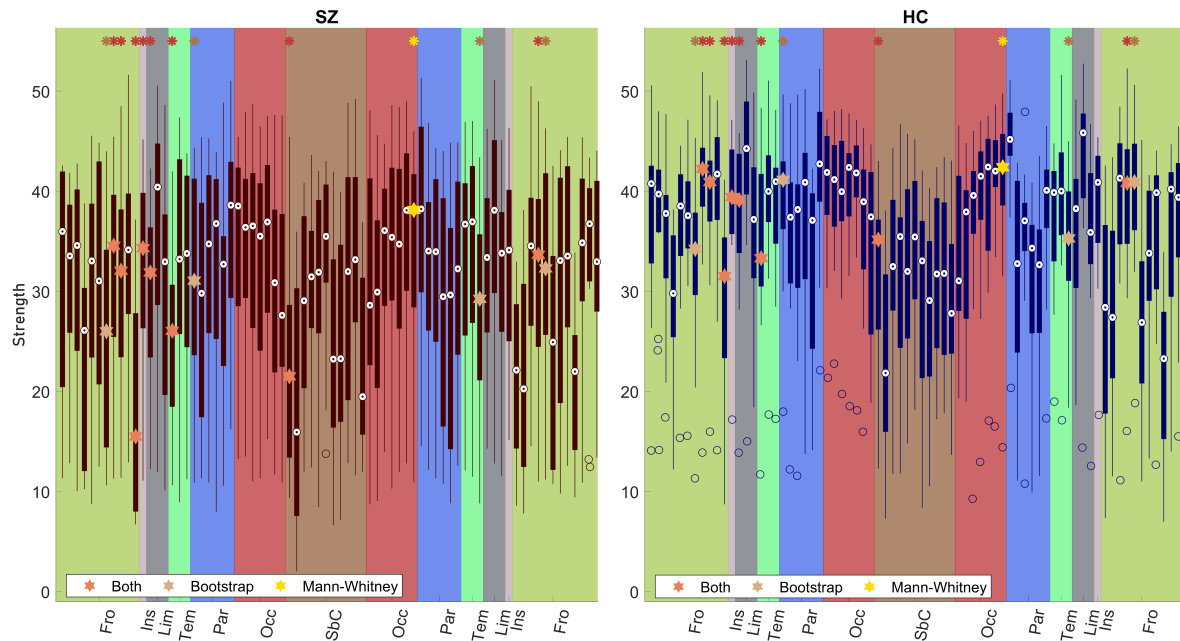 SZ
HC
Strength
50
40
30
20
10
0
50
40
30
20
10
0
Both Bootstrap Mann-Whitney
Both Bootstrap Mann-Whitney
Fro Ins Lim Tem Par Occ SbC Occ Par Tem Lim Ins Fro
Fro Ins Lim Tem Par Occ SbC Occ Par Tem Lim Ins Fro